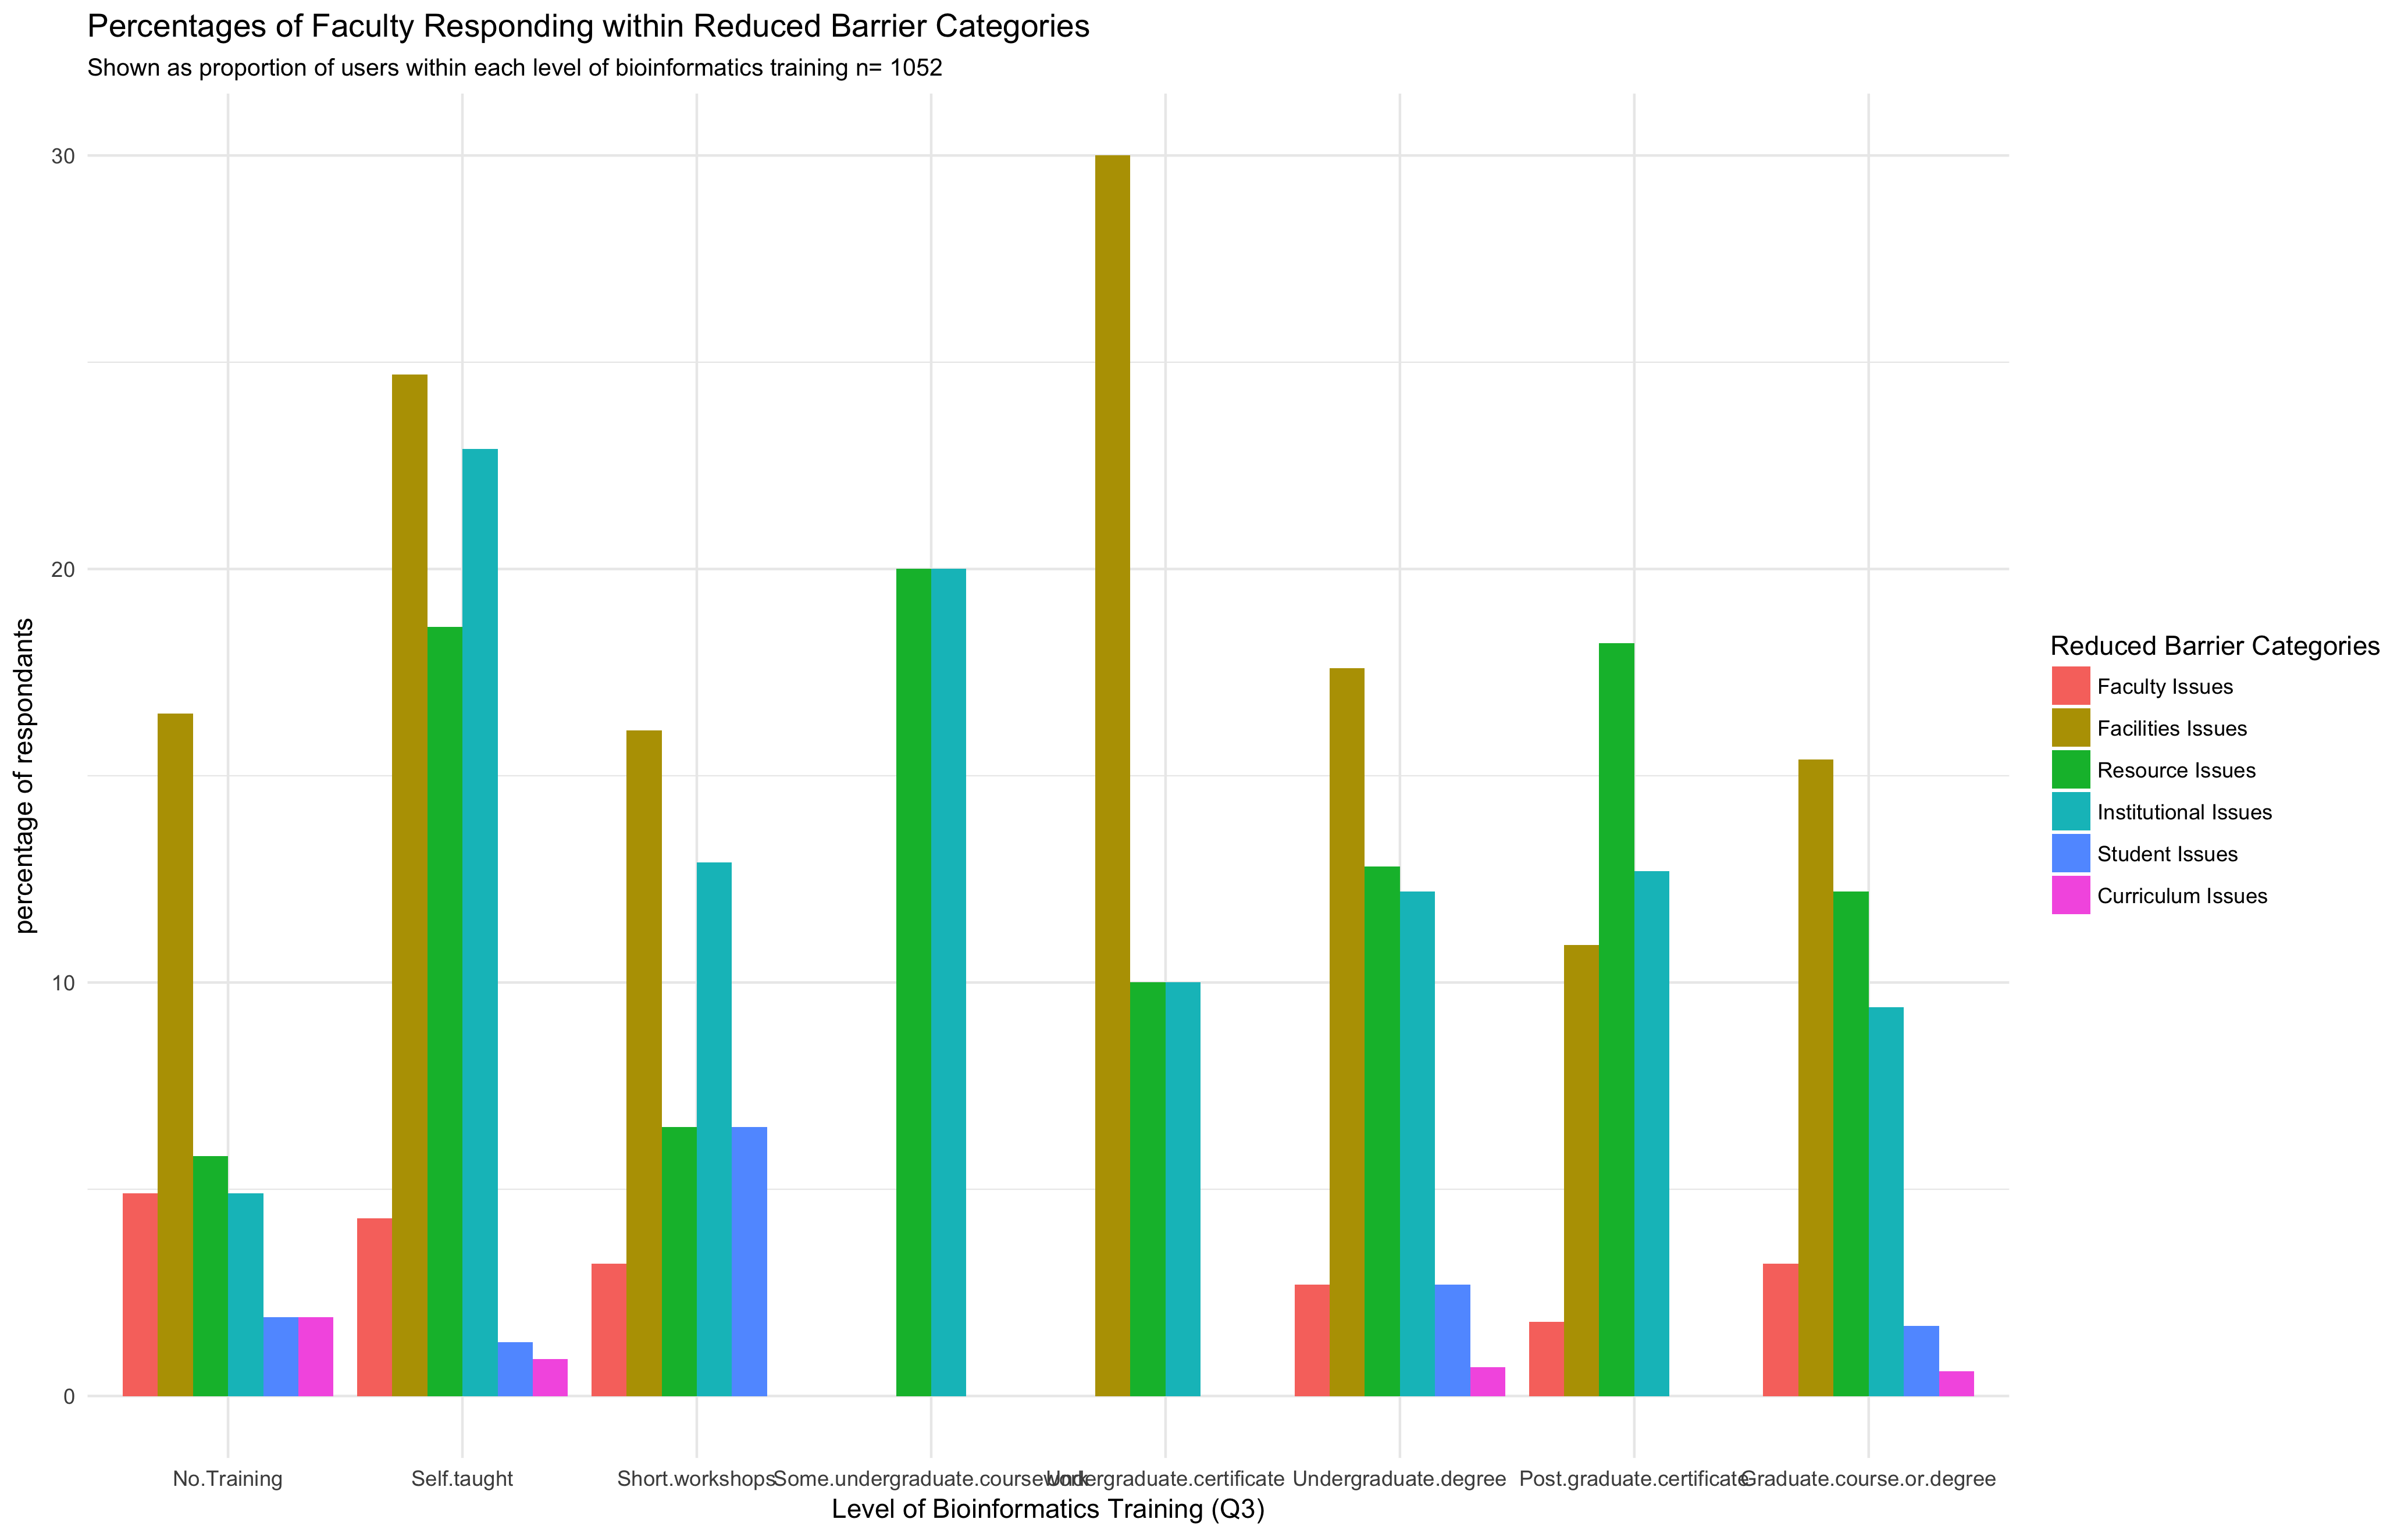 Percentages of Faculty Responding within Reduced Barrier Categories
Shown as proportion of users within each level of bioinformatics training n= 1052
percentage of respondants
30
20
10
0
No.Training
Self.taught
Short.workshops
Some.undergraduate.coursework
Undergraduate.certificate
Undergraduate.degree
Post.graduate.certificate
Graduate.course.or.degree
Level of Bioinformatics Training (Q3)
Reduced Barrier Categories
Faculty Issues
Facilities Issues
Resource Issues
Institutional Issues
Student Issues
Curriculum Issues